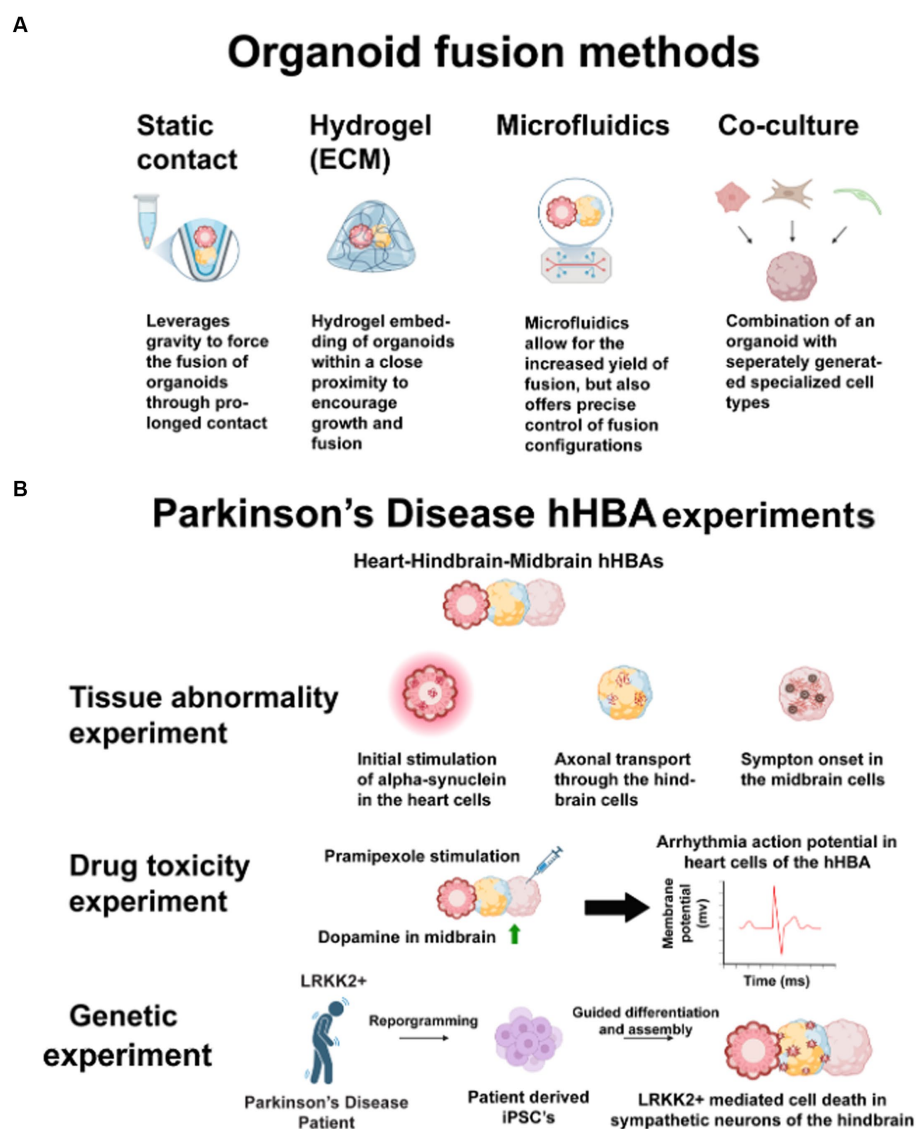 A
Organoid fusion methods
Static
contact
Hydrogel
(ECM)
Microfluidics
Co-culture
Leverages
gravity to force
the fusion of
organoids
through pro-
longed contact
Hydrogel embed-
ding of organoids
within a close
proximity to
encourage
growth and
fusion
Microfluidics
allow for the
increased yield of
fusion, but also
offers precise
control of fusion
configurations
Combination of an
organoid with
seperately generat-
ed specialized cell
types
B
Parkinson's Disease hHBA experiments
Heart-Hindbrain-Midbrain hHBAs
Tissue abnormality
experiment
Initial stimulation
of alpha-synuclein
in the heart cells
Axonal transport
through the hind-
brain cells
Sympton onset in
the midbrain cells
Drug toxicity
experiment
Pramipexole stimulation
Dopamine in midbrain
Arrhythmia action potential in
heart cells of the hHBA
Membrane
potential
(mv)
Time (ms)
Genetic
experiment
LRKK2+
Parkinson's Disease
Patient
Reporgramming
Patient derived
iPSC's
Guided differentiation
and assembly
LRKK2+ mediated cell death in
sympathetic neurons of the hindbrain